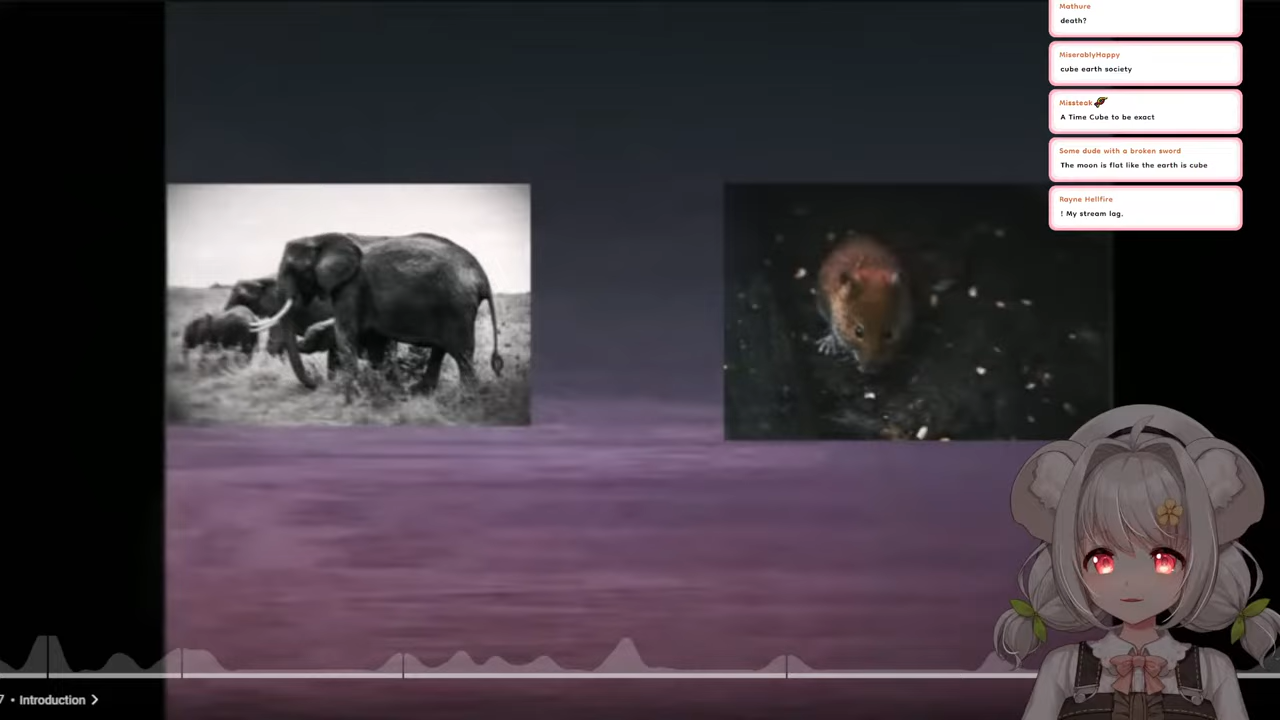 Mathure
death?
MiserablyHappy
cube earth society
Missteak
A Time Cube to be exact
Some dude with a broken sword
The moon is flat like the earth is cube
Rayne Hellfire
! My stream lag.
7 • Introduction >